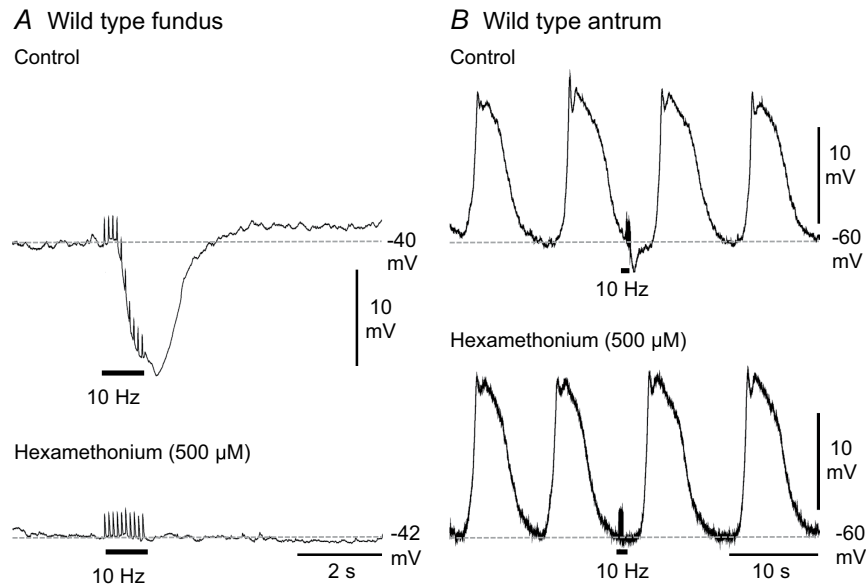 A Wild type fundus
Control
-40
mV
10
mV
10 Hz
Hexamethonium (500 µM)
-42
mV
10 Hz
2 s
B Wild type antrum
Control
10
mV
-60
mV
10 Hz
Hexamethonium (500 µM)
10
mV
-60
mV
10 Hz
10 s